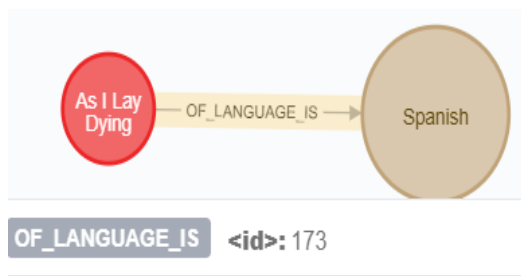 As I Lay
Dying
OF_LANGUAGE_IS
Spanish
OF_LANGUAGE_IS <id>: 173